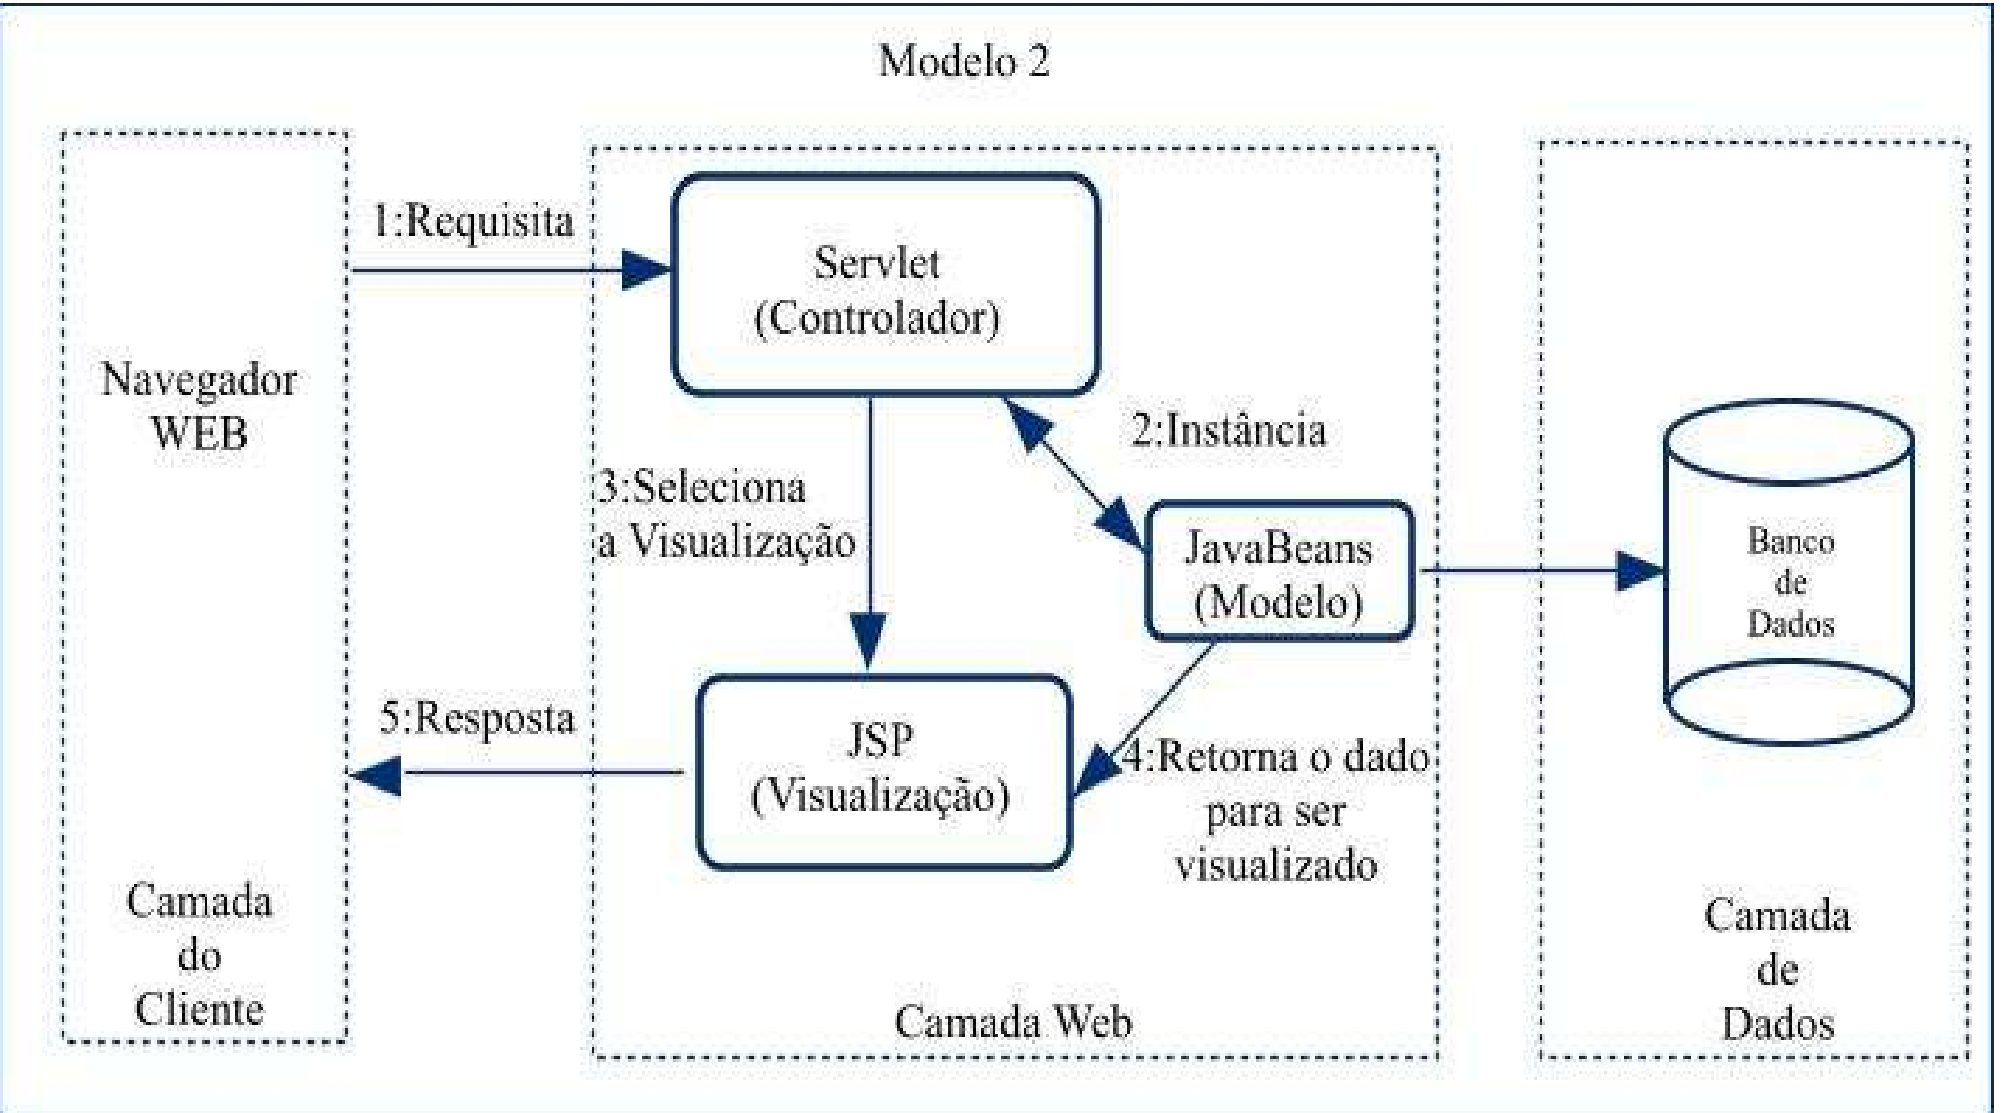 Modelo 2
1:Requisita
Servlet
(Controlador)
Navegador
WEB
2:Instância
3:Seleciona
a Visualização
JavaBeans
(Modelo)
Banco
de
Dados
5:Resposta
JSP
(Visualização)
4:Retorna o dado
para ser
visualizado
Camada
do
Cliente
Camada Web
Camada
de
Dados